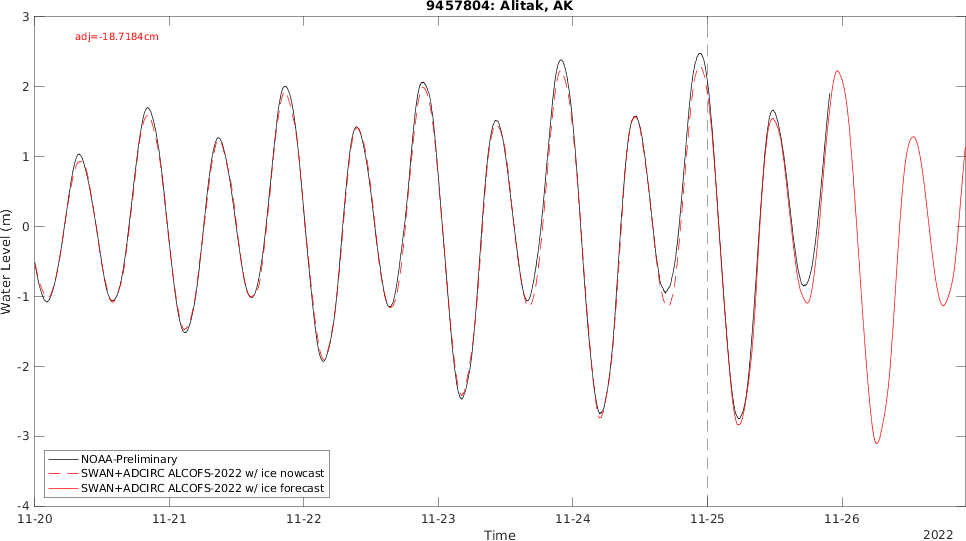 9457804: Alitak, AK
adj=-18.7184cm
3
2
1
0
-1
-2
-3
-4
Water Level (m)
NOAA-Preliminary
SWAN+ADCIRC ALCOFS-2022 w/ ice nowcast
SWAN+ADCIRC ALCOFS-2022 w/ ice forecast
11-20 11-21 11-22 11-23 11-24 11-25 11-26
Time
2022